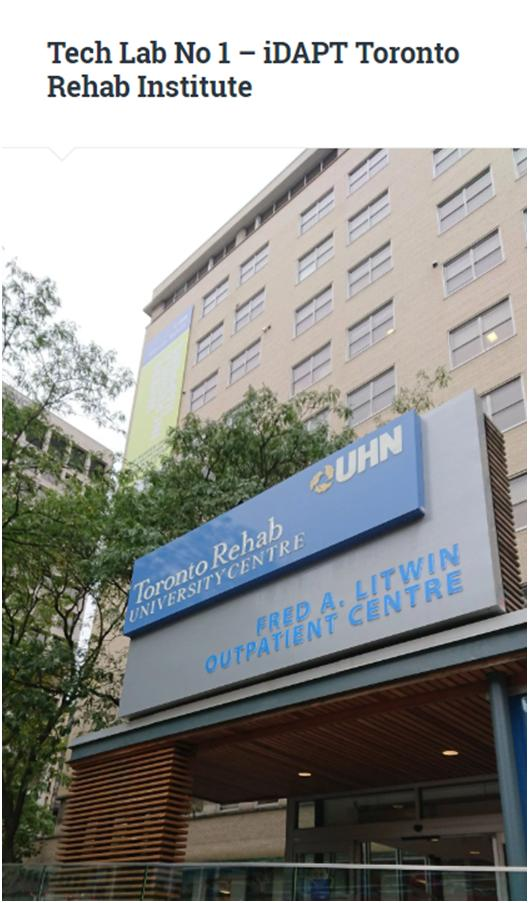 Tech Lab No 1 – iDAPT Toronto
Rehab Institute
UHN
Toronto Rehab
UNIVERSITY CENTRE
FRED A. LITWIN
OUTPATIENT CENTRE